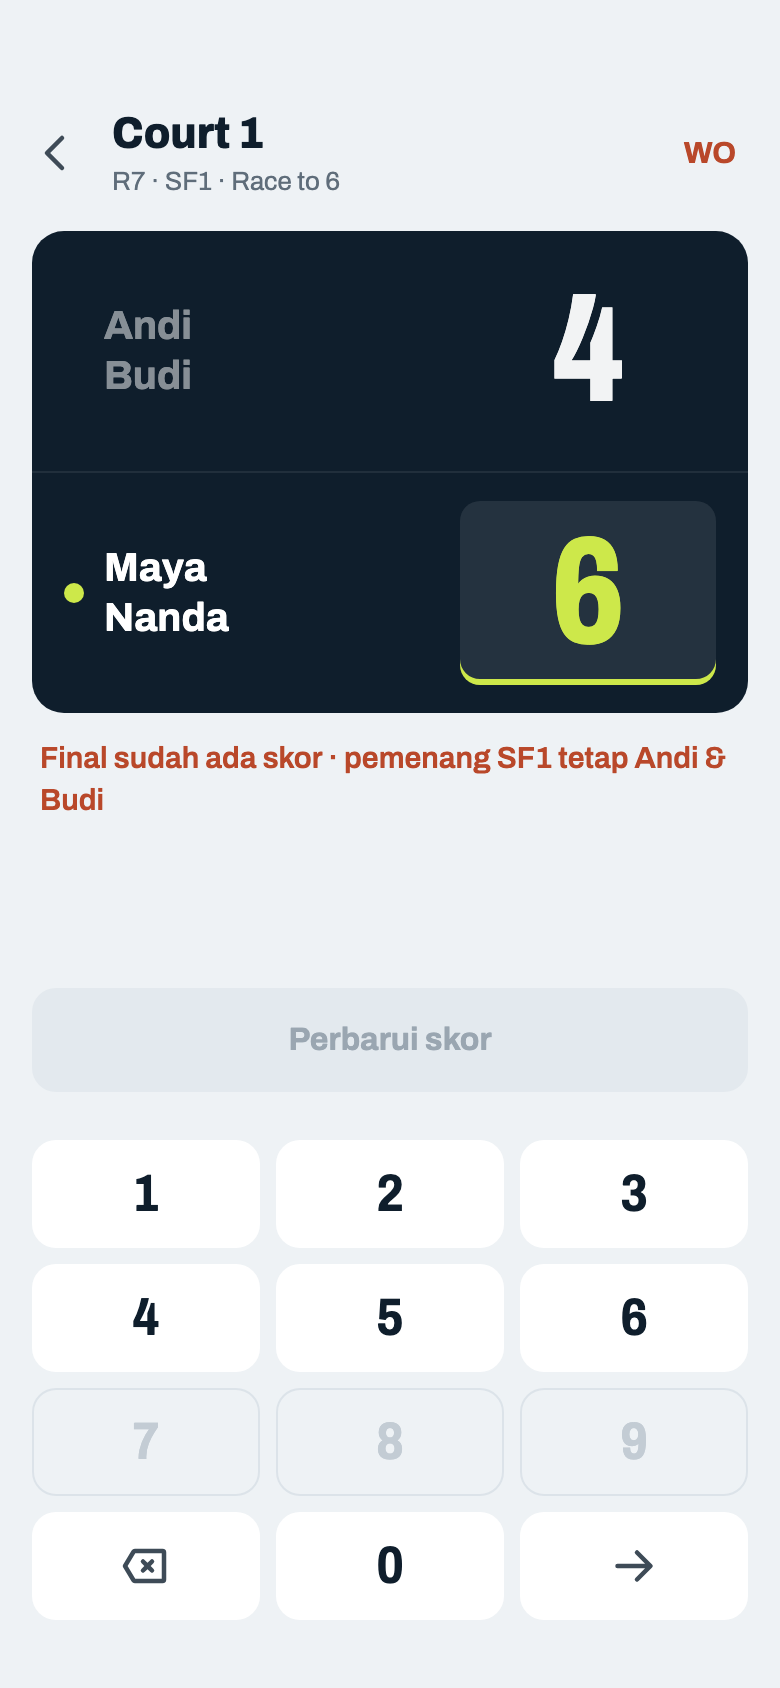 Court 1
WO
R7 · SF1 · Race to 6
Andi
Budi
4
Maya
Nanda
6
Final sudah ada skor · pemenang SF1 tetap Andi &
Budi
Perbarui skor
1 2 3
4 5 6
7 8 9
0